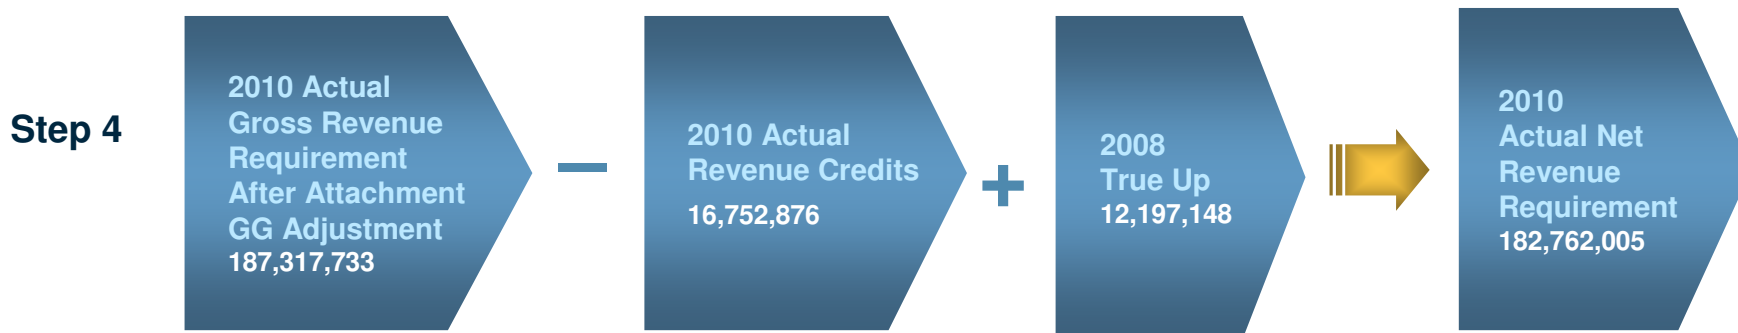 Step 4
2010 Actual
Gross Revenue
Requirement
After Attachment
GG Adjustment
187,317,733
—
2010 Actual
Revenue Credits
16,752,876
+
2008
True Up
12,197,148
2010
Actual Net
Revenue
Requirement
182,762,005